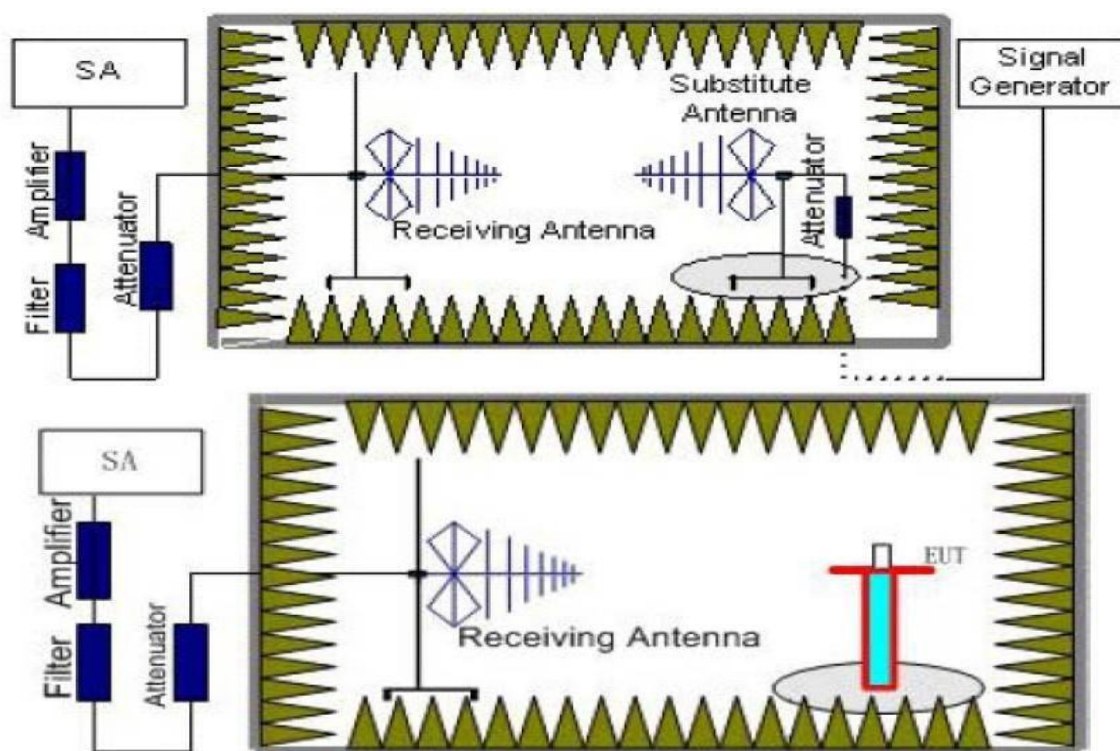 SA
Signal
Generator
Substitute
Antenna
Amplifier
Attenuator
Attenuator
Receiving Antenna
Filter
SA
Amplifier
EUT
Attenuator
Receiving Antenna
Filter